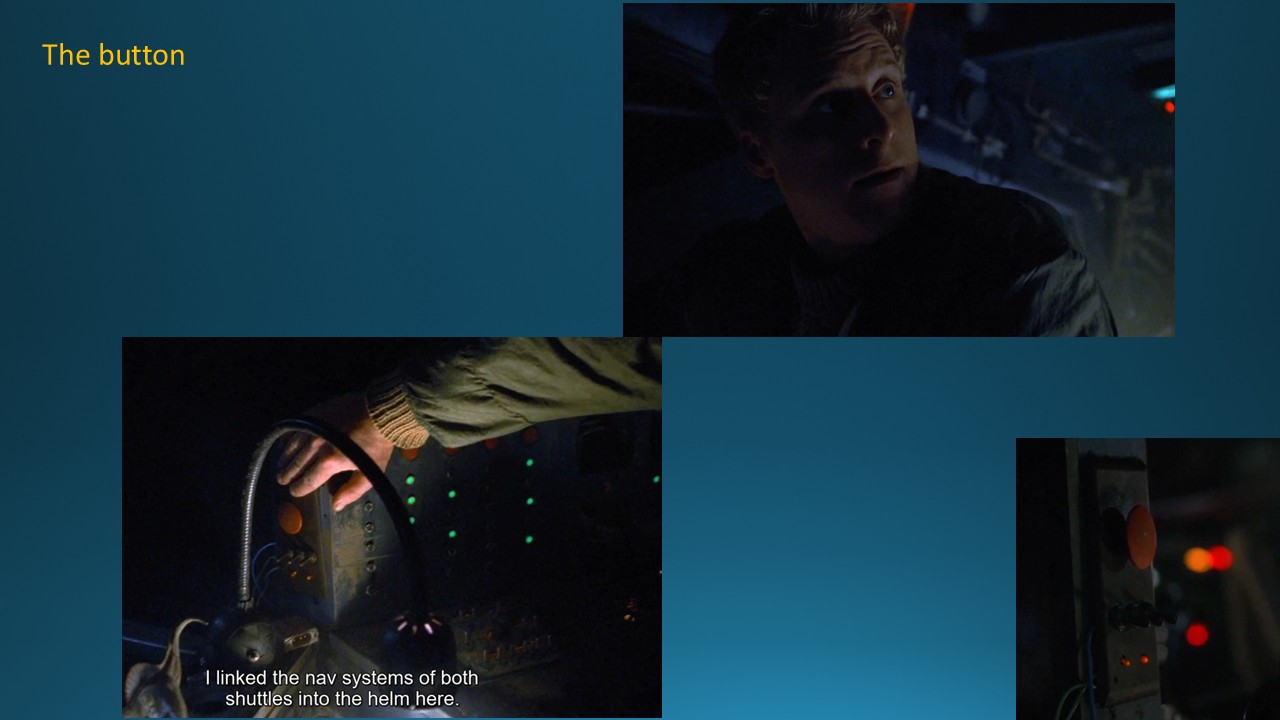 The button
I linked the nav systems of both
shuttles into the helm here.